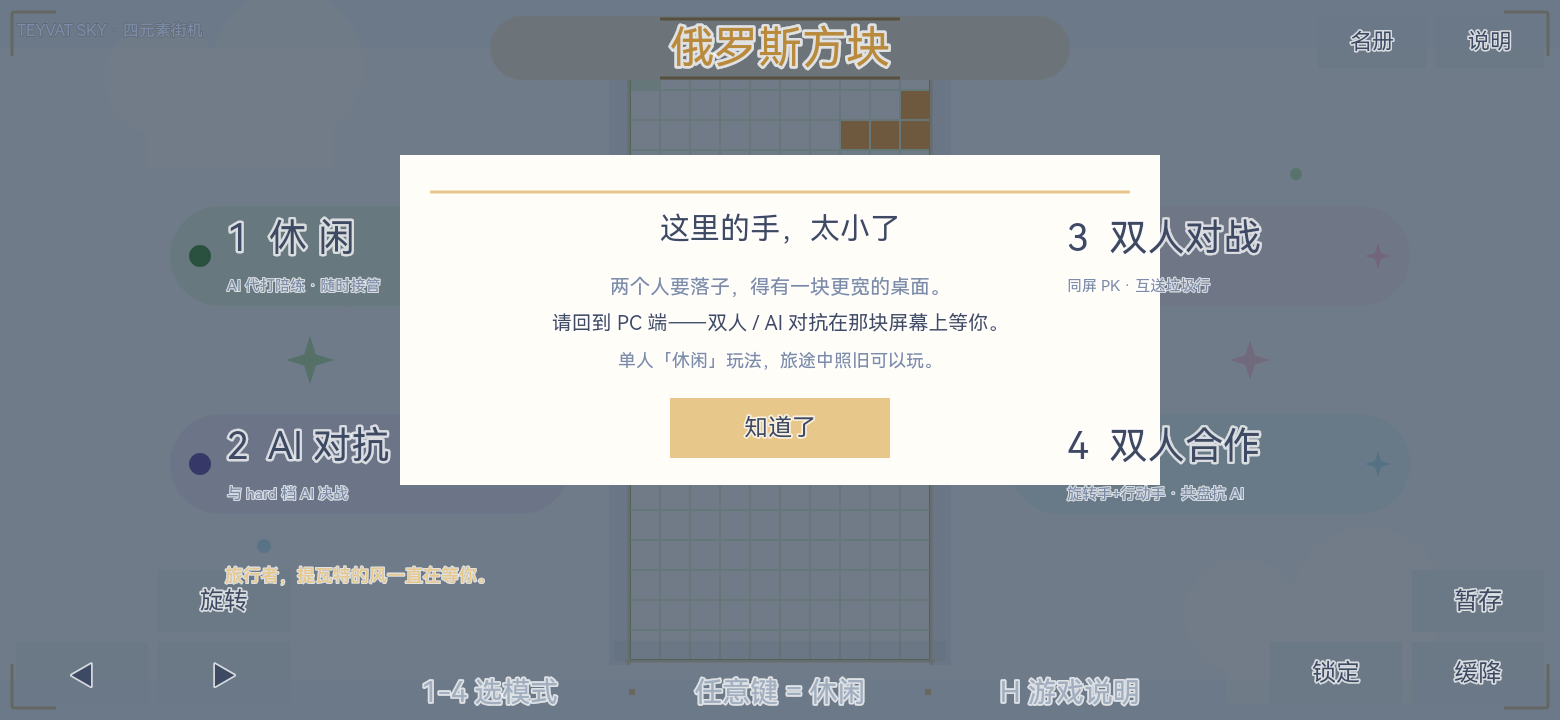 TEYVAT SKY · 四元素街机
俄罗斯方块
名册
说明
1 休 闲
AI 代打陪练 · 随时接管
3 双人对战
同屏 PK · 互送垃圾行
这里的手，太小了
两个人要落子，得有一块更宽的桌面。
请回到 PC 端——双人 / AI 对抗在那块屏幕上等你。
单人「休闲」玩法，旅途中照旧可以玩。
知道了
2 AI 对抗
与 hard 档 AI 决战
4 双人合作
旋转手+行动手 · 共盘抗 AI
旅行者，提瓦特的风一直在等你。
旋转
暂存
锁定
缓降
1-4 选模式
任意键 = 休闲
H 游戏说明